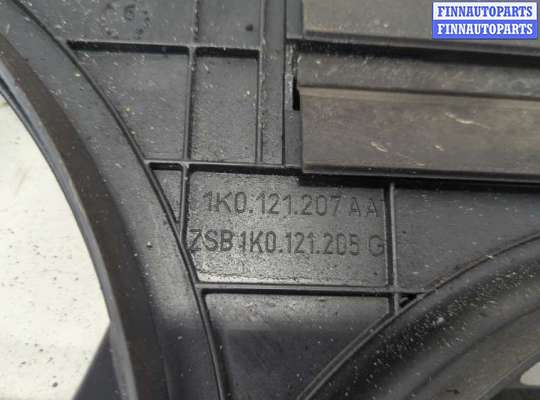 FINNAUTOPARTS
FINNAUTOPARTS
1K0.121.207 AA
ZSB 1K0.121.205 G